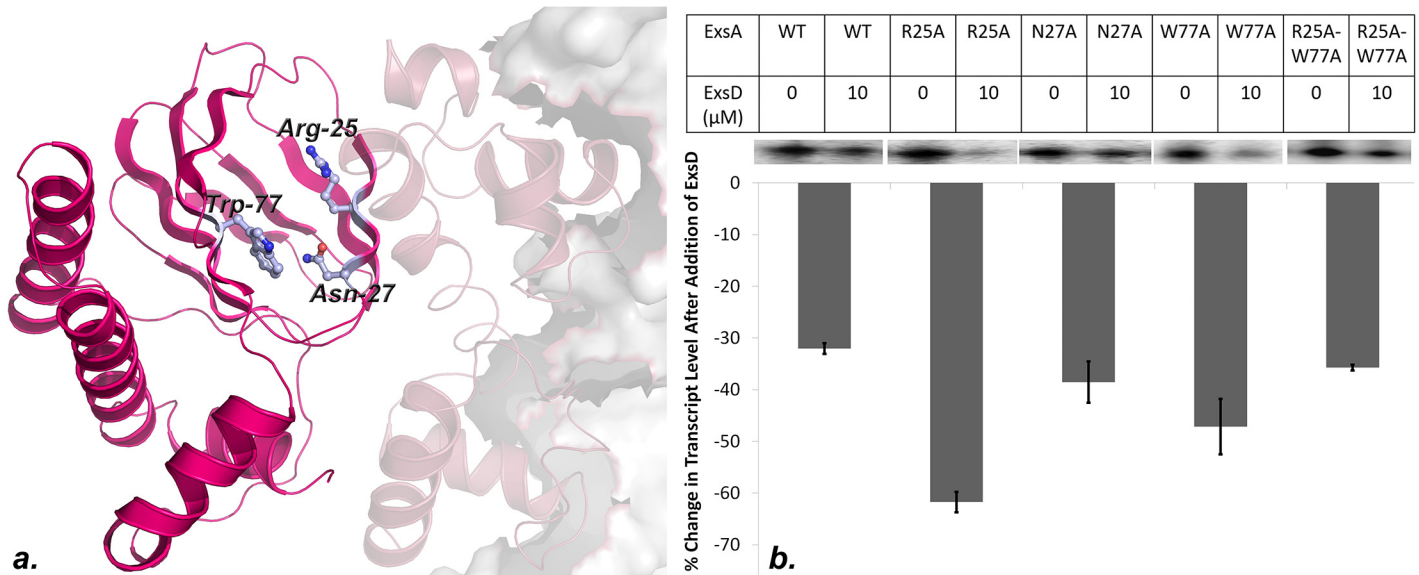 Arg-25
Trp-77
Asn-27
a.
ExsA WT WT R25A R25A N27A N27A W77A W77A R25A-W77A R25A-W77A
ExsD (µM) 0 10 0 10 0 10 0 10 0 10
% Change in Transcript Level After Addition of ExsD
0
-10
-20
-30
-40
-50
-60
-70
b.